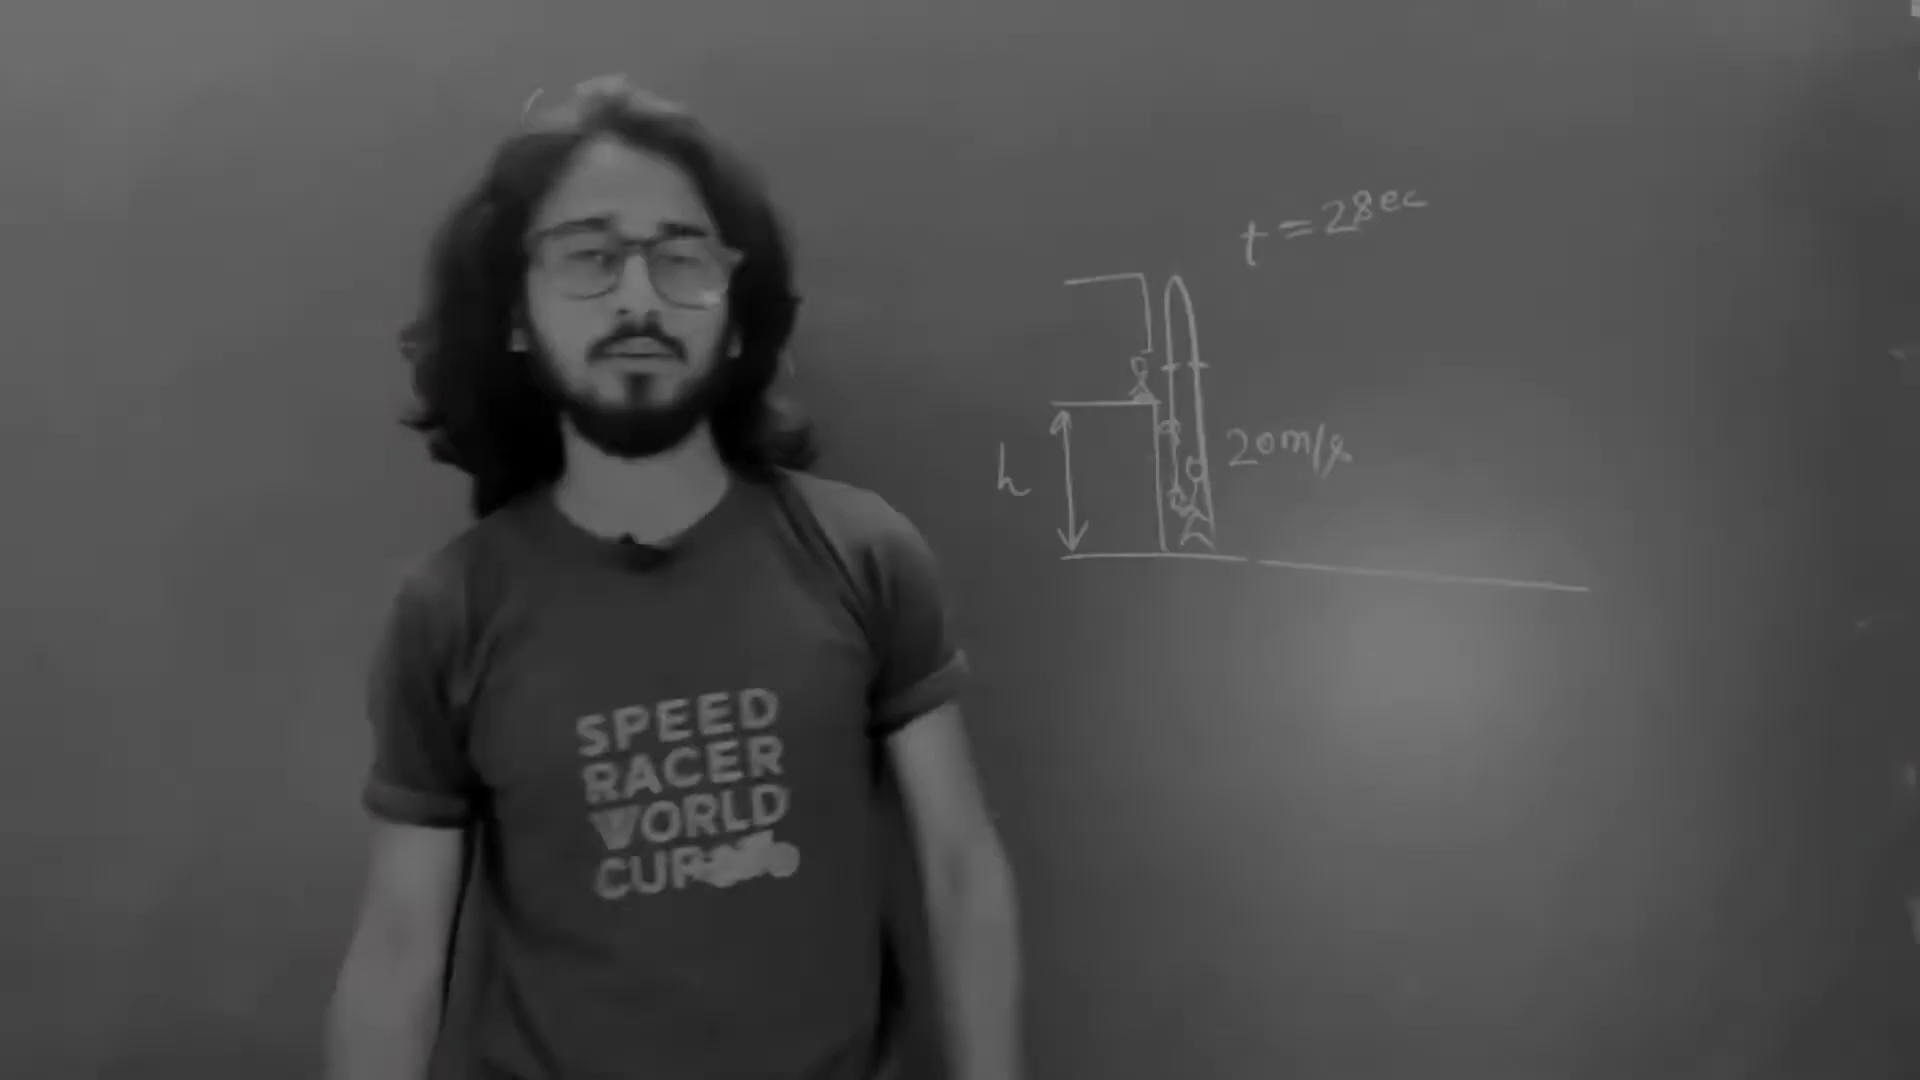 t = 2sec
h
20m/s
SPEED
RACER
WORLD
CUP